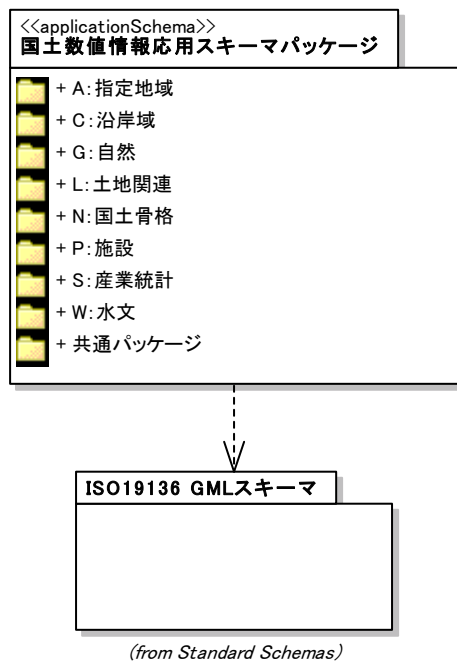 <<applicationSchema>>
国土数値情報応用スキーマパッケージ
+ A:指定地域
+ C:沿岸域
+ G:自然
+ L:土地関連
+ N:国土骨格
+ P:施設
+ S:産業統計
+ W:水文
+ 共通パッケージ
ISO19136 GMLスキーマ
(from Standard Schemas)